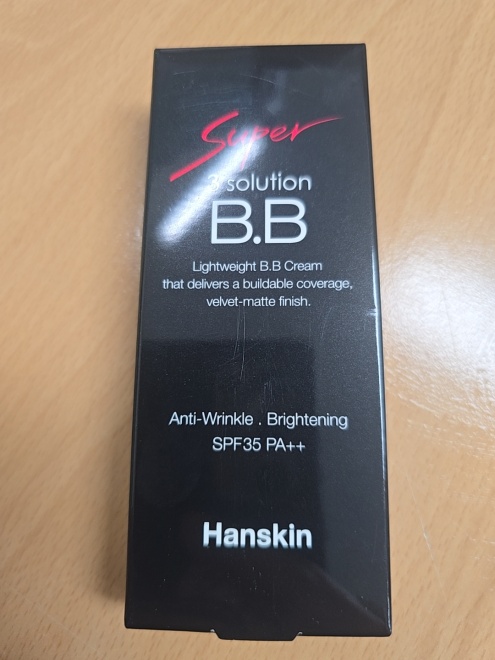 Super
3 solution
B.B
Lightweight B.B Cream
that delivers a buildable coverage,
velvet-matte finish.
Anti-Wrinkle . Brightening
SPF35 PA++
Hanskin